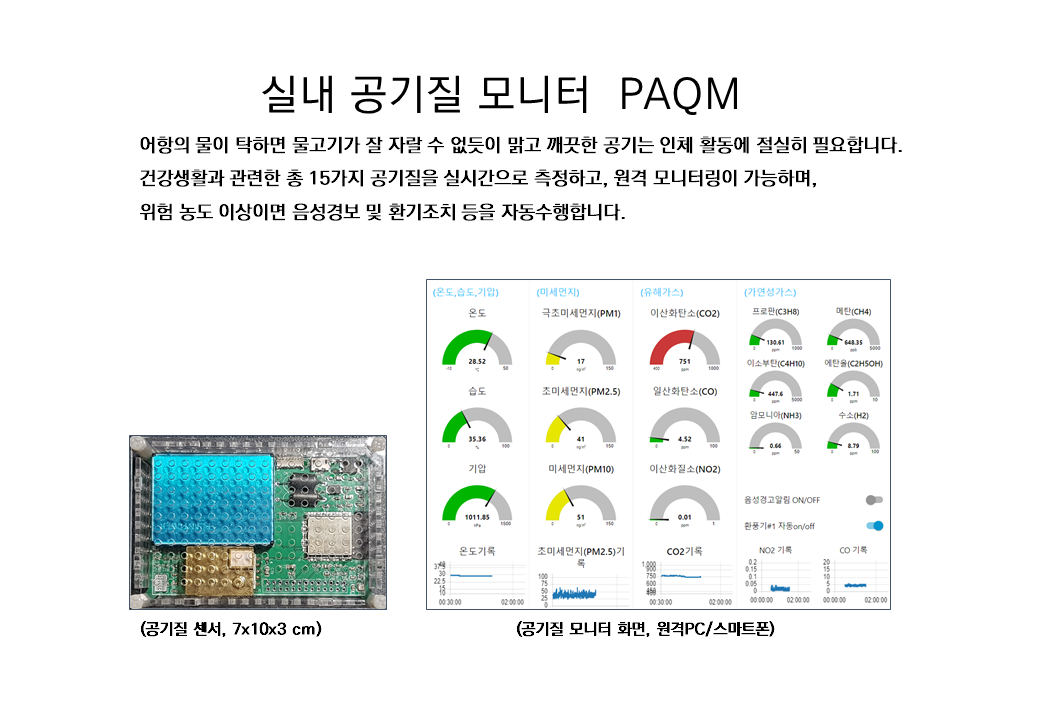 실내 공기질 모니터 PAQM
어항의 물이 탁하면 물고기가 잘 자랄 수 없듯이 맑고 깨끗한 공기는 인체 활동에 절실히 필요합니다.
건강생활과 관련한 총 15가지 공기질을 실시간으로 측정하고, 원격 모니터링이 가능하며,
위험 농도 이상이면 음성경보 및 환기조치 등을 자동수행합니다.
(온도,습도,기압)
온도
28.52
℃
-10 50
습도
35.36
0 100
기압
1011.85
hPa
0 1500
온도기록
30
22.5
15
10
00:30:00 02:00:00
(미세먼지)
극초미세먼지(PM1)
17
0 150
초미세먼지(PM2.5)
41
0 150
미세먼지(PM10)
51
0 150
초미세먼지(PM2.5)기
록
100
75
50
25
0
00:30:00 02:00:00
(유해가스)
이산화탄소(CO2)
751
ppm
400 1000
일산화탄소(CO)
4.52
ppm
0 100
이산화질소(NO2)
0.01
ppm
0 1
CO2기록
1,000
900
750
600
00:30:00 02:00:00
(가연성가스)
프로판(C3H8)
130.61
ppm
0 1000
메탄(CH4)
648.35
ppm
0 5000
이소부탄(C4H10)
447.6
ppm
0 5000
에탄올(C2H5OH)
1.71
ppm
0 10
암모니아(NH3)
0.66
ppm
0 50
수소(H2)
8.79
ppm
0 100
음성경고알림 ON/OFF
환풍기#1 자동on/off
NO2 기록
0.2
0.15
0.1
0.05
0
00:00:00 02:00:00
CO 기록
20
15
10
5
0
00:00:00 02:00:00
(공기질 센서, 7x10x3 cm)
(공기질 모니터 화면, 원격PC/스마트폰)